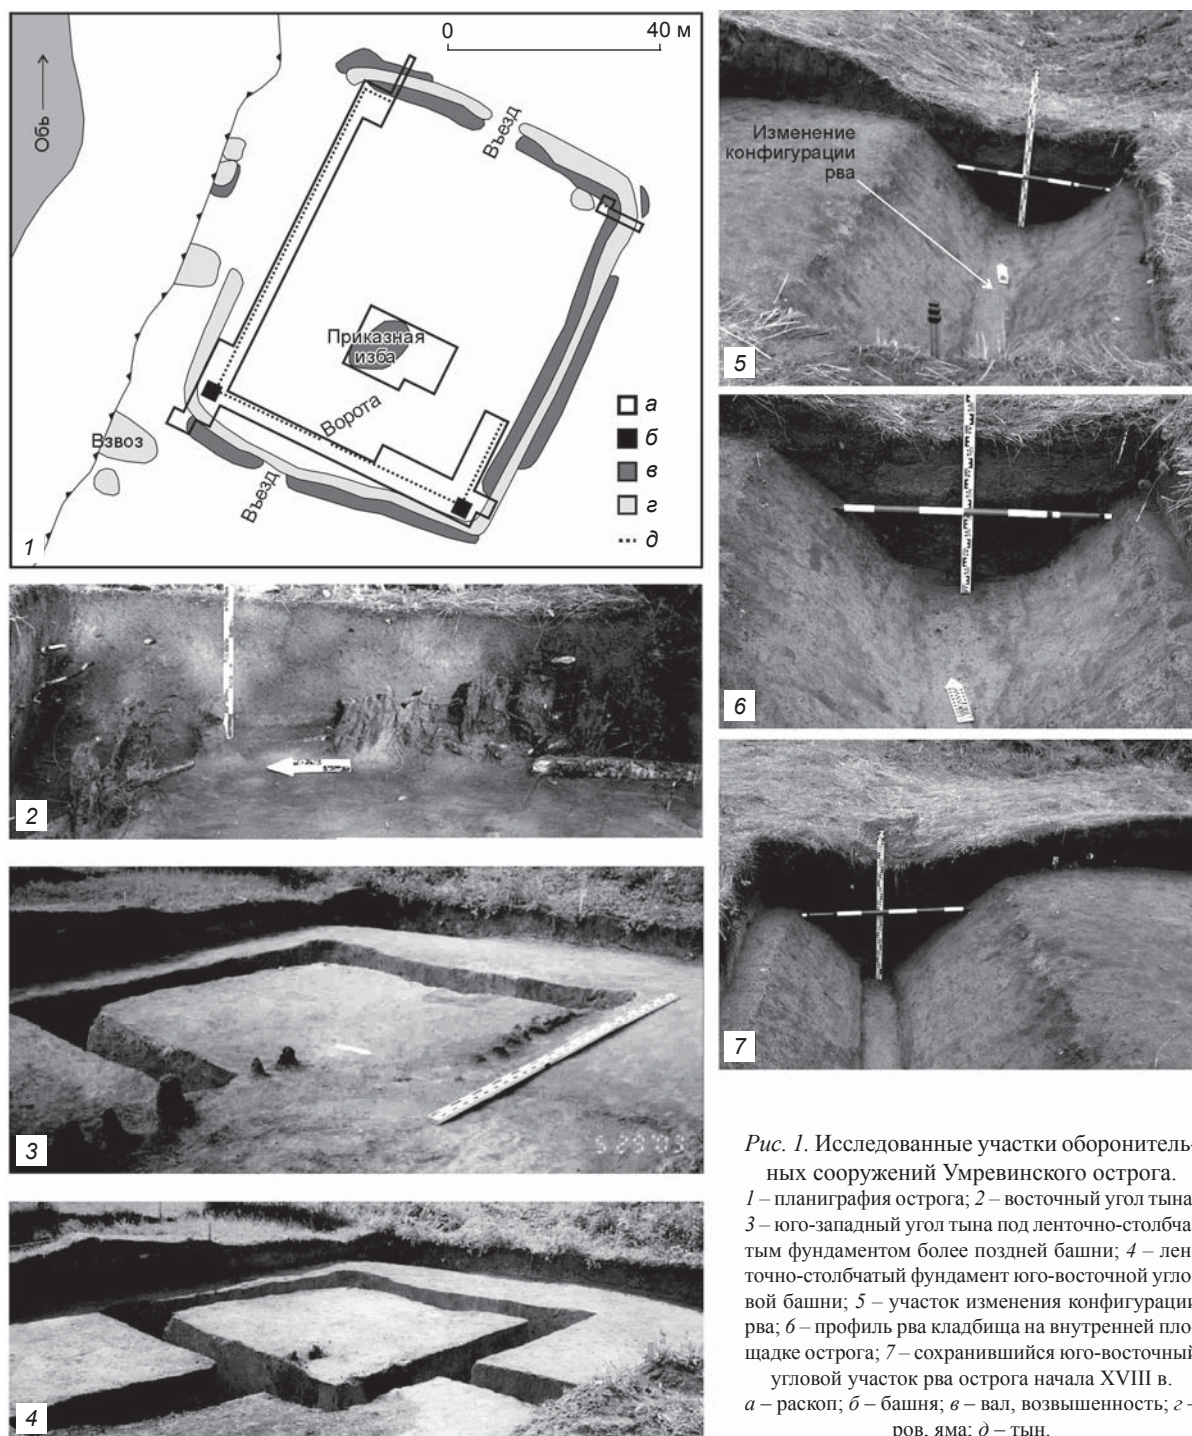 0 40 м
Обь
Въезд
Приказная
изба
Ворота
Взвоз
Въезд
а
б
в
г
д
1
2
3
5.29.'03
4
Изменение
конфигурации
рва
5
6
7
Рис. 1. Исследованные участки оборонитель-
ных сооружений Умревинского острога.
1 – планиграфия острога; 2 – восточный угол тына
3 – юго-западный угол тына под ленточно-столбча
тым фундаментом более поздней башни; 4 – лен
точно-столбчатый фундамент юго-восточной угло
вой башни; 5 – участок изменения конфигурации
рва; 6 – профиль рва кладбища на внутренней пло
щадке острога; 7 – сохранившийся юго-восточный
угловой участок рва острога начала XVIII в.
а – раскоп; б – башня; в – вал, возвышенность; г –
ров, яма; д – тын.